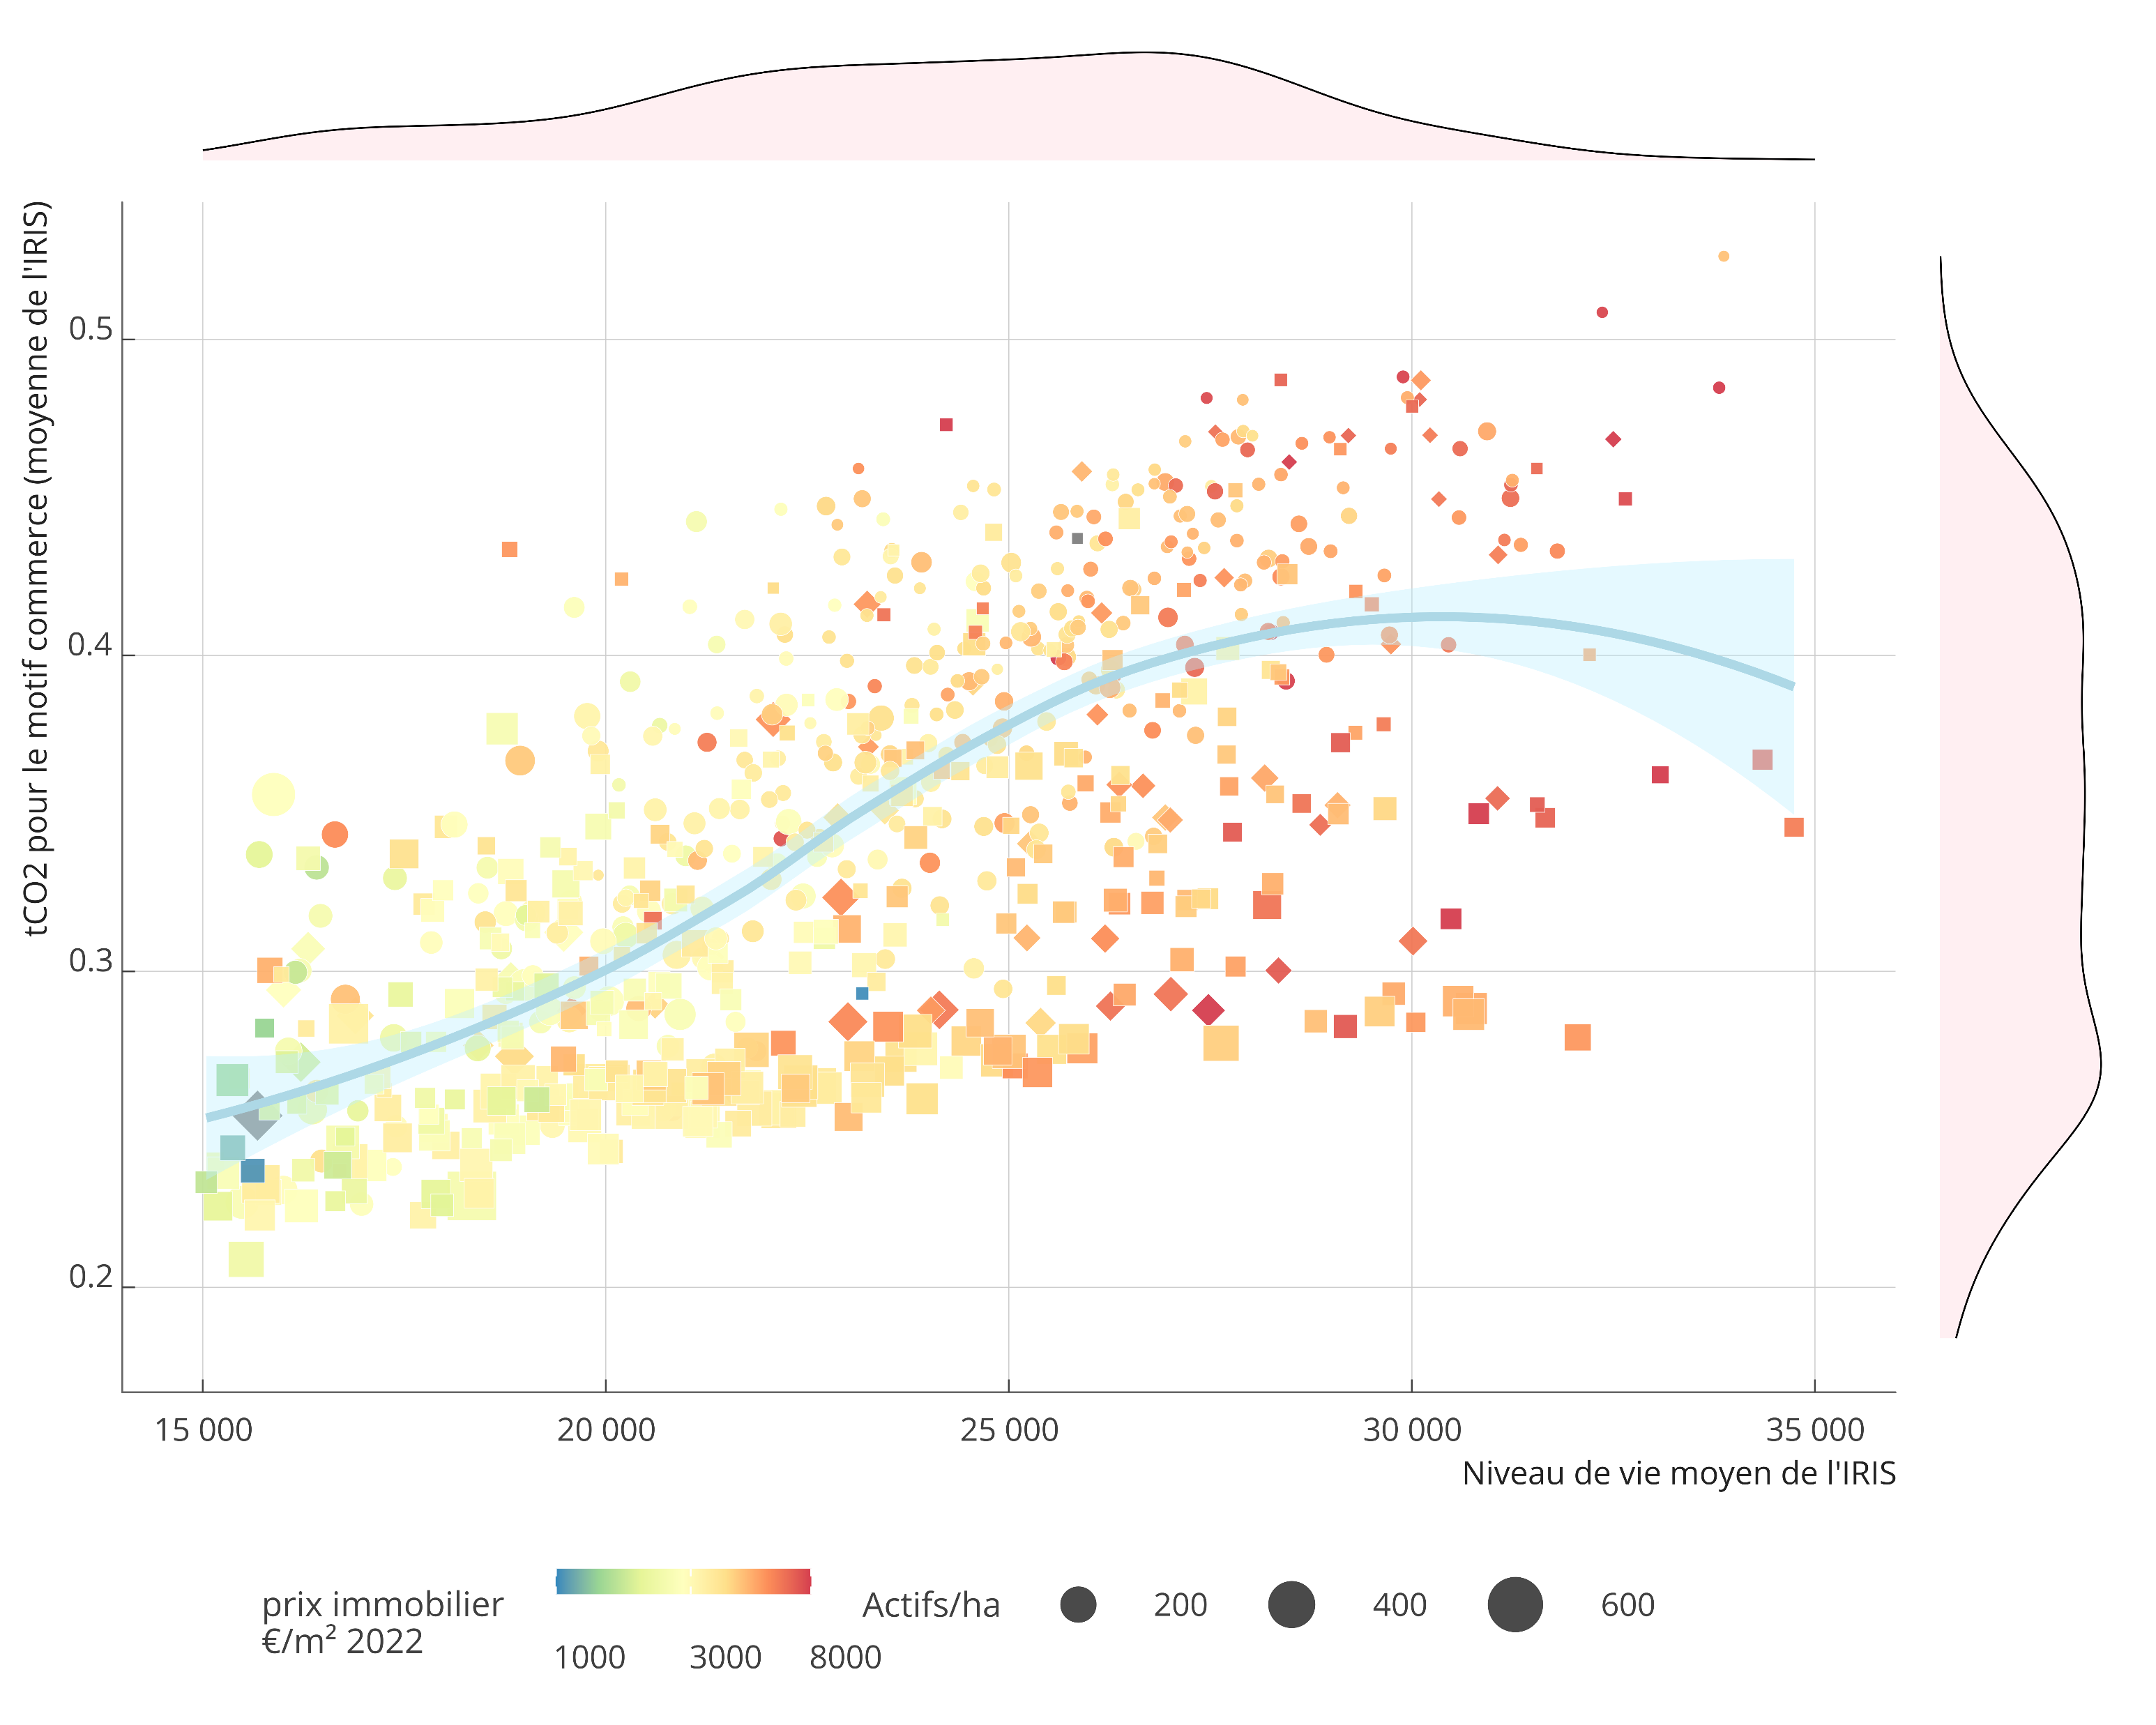 tCO2 pour le motif commerce (moyenne de l'IRIS)
0.5
0.4
0.3
0.2
15 000 20 000 25 000 30 000 35 000
Niveau de vie moyen de l'IRIS
prix immobilier
€/m² 2022
1000 3000 8000
Actifs/ha 200 400 600